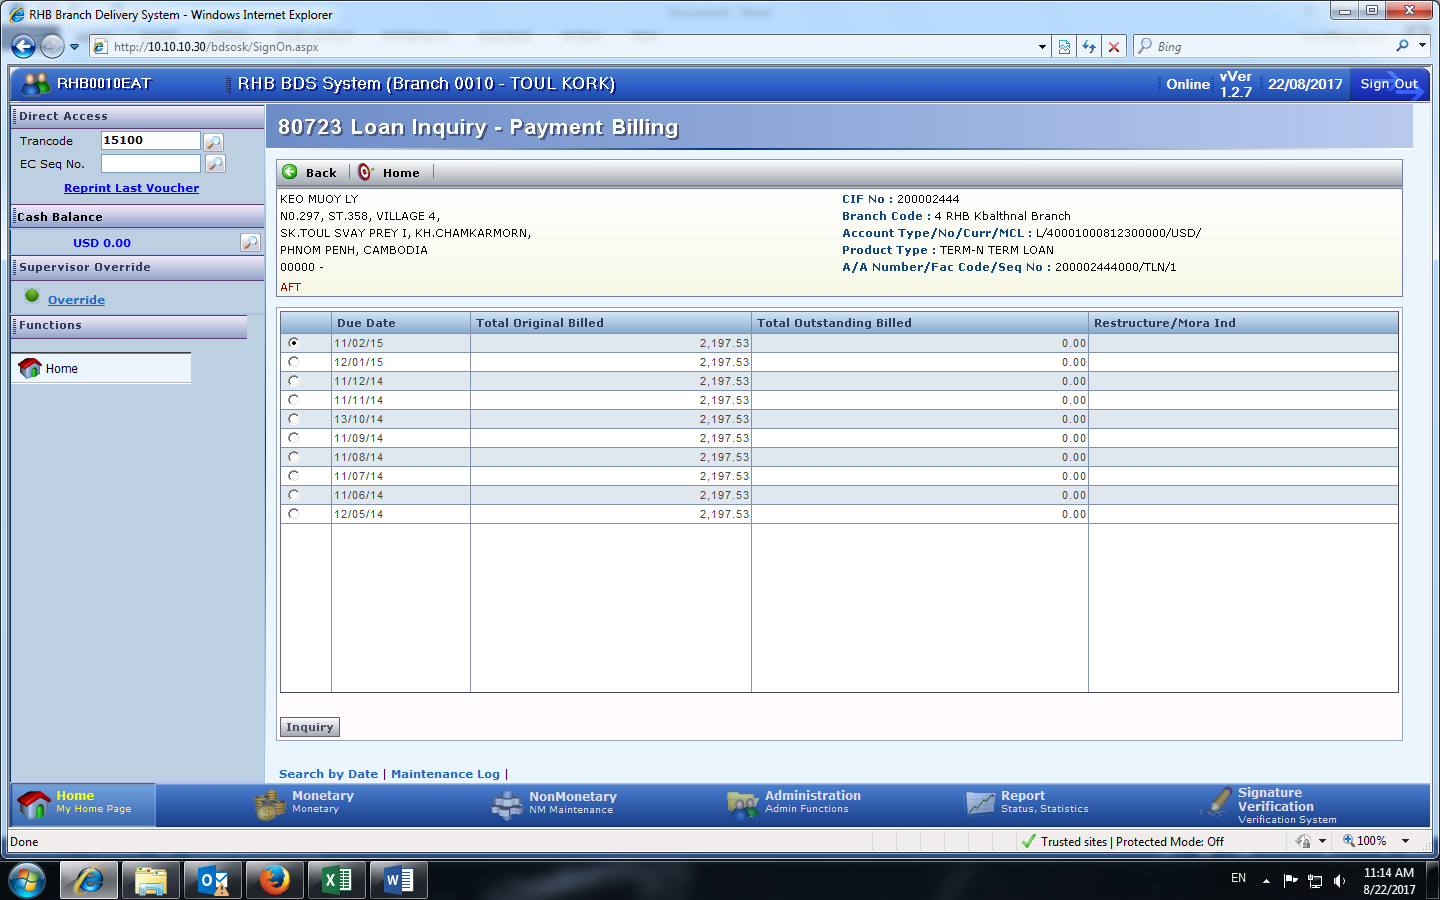 RHB Branch Delivery System - Windows Internet Explorer
http://10.10.10.30/bdsosk/SignOn.aspx
Bing
RHB0010EAT
RHB BDS System (Branch 0010 - TOUL KORK)
Online
vVer 1.2.7
22/08/2017
Sign Out
Direct Access
Trancode 15100
EC Seq No.
Reprint Last Voucher
Cash Balance
USD 0.00
Supervisor Override
Override
Functions
Home
80723 Loan Inquiry - Payment Billing
Back Home
KEO MUOY LY
N0.297, ST.358, VILLAGE 4,
SK.TOUL SVAY PREY I, KH.CHAMKARMORN,
PHNOM PENH, CAMBODIA
00000 -
AFT
CIF No : 200002444
Branch Code : 4 RHB Kbalthnal Branch
Account Type/No/Curr/MCL : L/40001000812300000/USD/
Product Type : TERM-N TERM LOAN
A/A Number/Fac Code/Seq No : 200002444000/TLN/1
Due Date Total Original Billed Total Outstanding Billed Restructure/Mora Ind
11/02/15 2,197.53 0.00
12/01/15 2,197.53 0.00
11/12/14 2,197.53 0.00
11/11/14 2,197.53 0.00
13/10/14 2,197.53 0.00
11/09/14 2,197.53 0.00
11/08/14 2,197.53 0.00
11/07/14 2,197.53 0.00
11/06/14 2,197.53 0.00
12/05/14 2,197.53 0.00
Inquiry
Search by Date | Maintenance Log |
Home
My Home Page
Monetary
Monetary
NonMonetary
NM Maintenance
Administration
Admin Functions
Report
Status, Statistics
Signature
Verification
Verification System
Done
Trusted sites | Protected Mode: Off
100%
EN
11:14 AM
8/22/2017